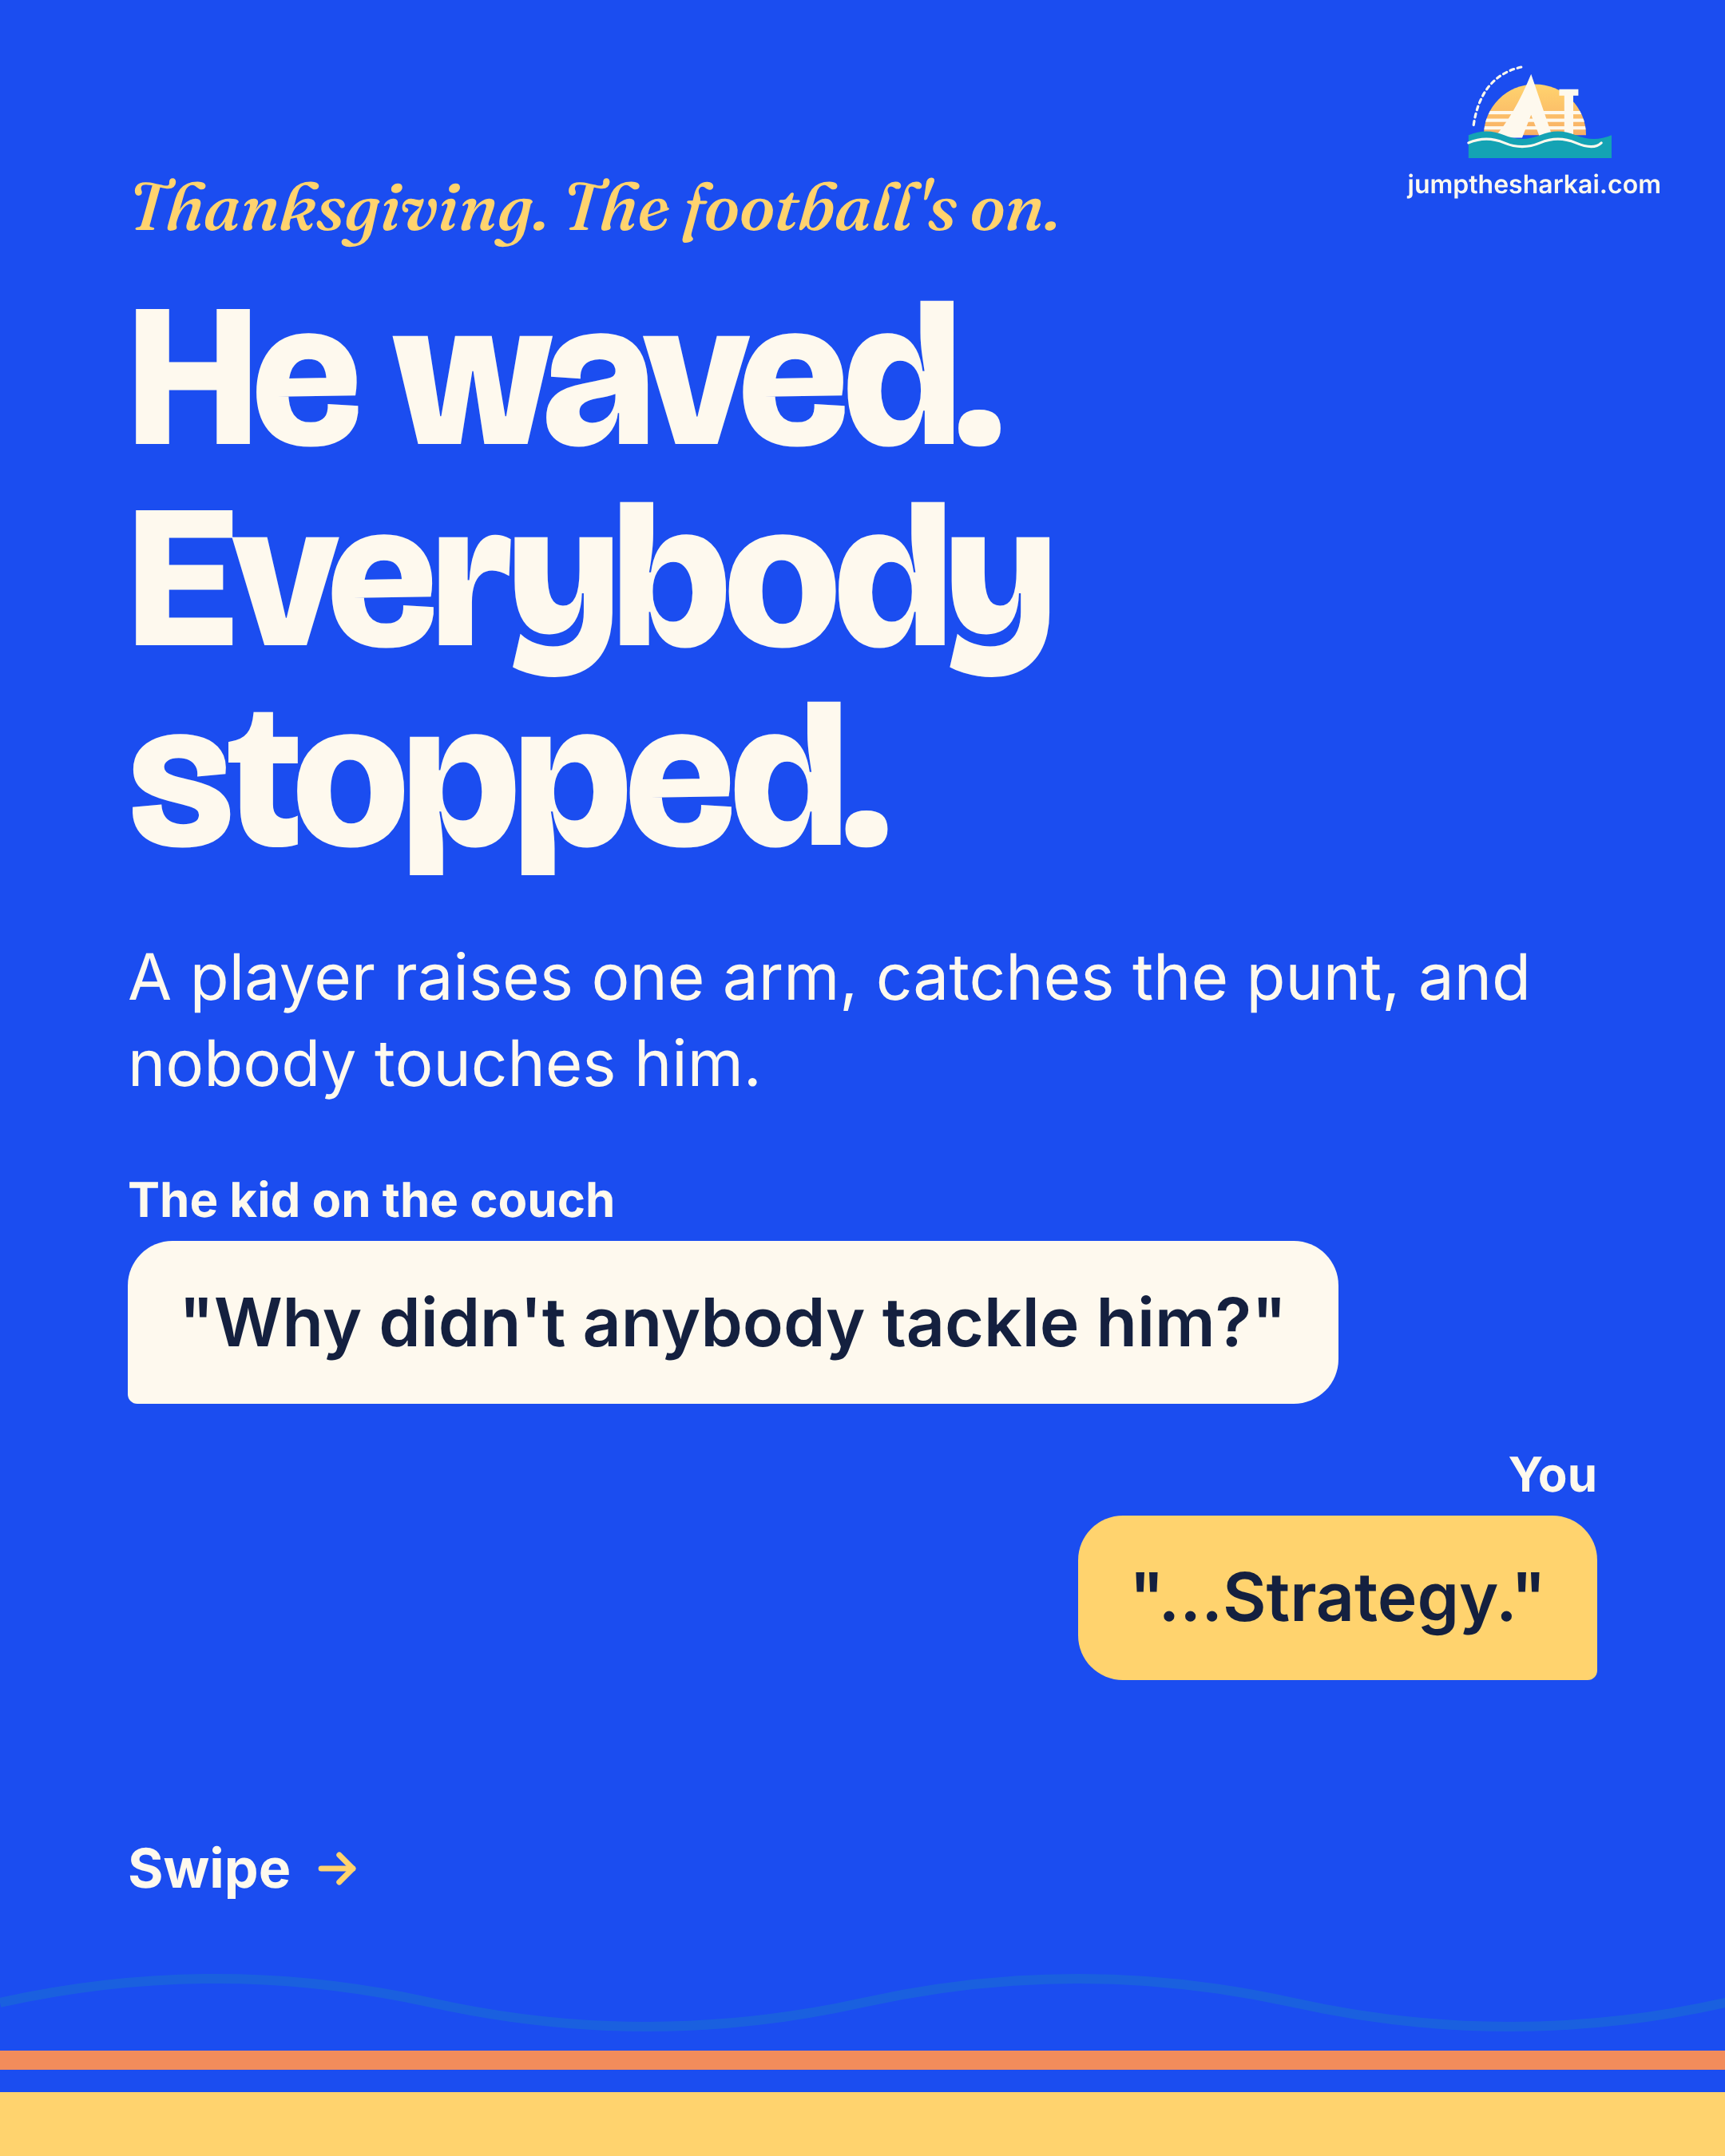 AI
jumpthesharkai.com
Thanksgiving. The football's on.
He waved.
Everybody
stopped.
A player raises one arm, catches the punt, and
nobody touches him.
The kid on the couch
"Why didn't anybody tackle him?"
You
"...Strategy."
Swipe →